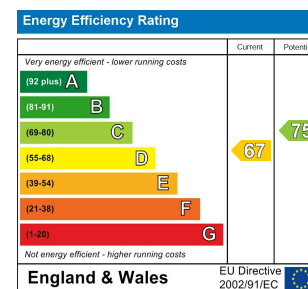 Energy Efficiency Rating
Current Potenti
Very energy efficient - lower running costs
(92 plus) A
(81-91) B
(69-80) C
75
(55-68) D
67
(39-54) E
(21-38) F
(1-20) G
Not energy efficient - higher running costs
England & Wales
EU Directive
2002/91/EC